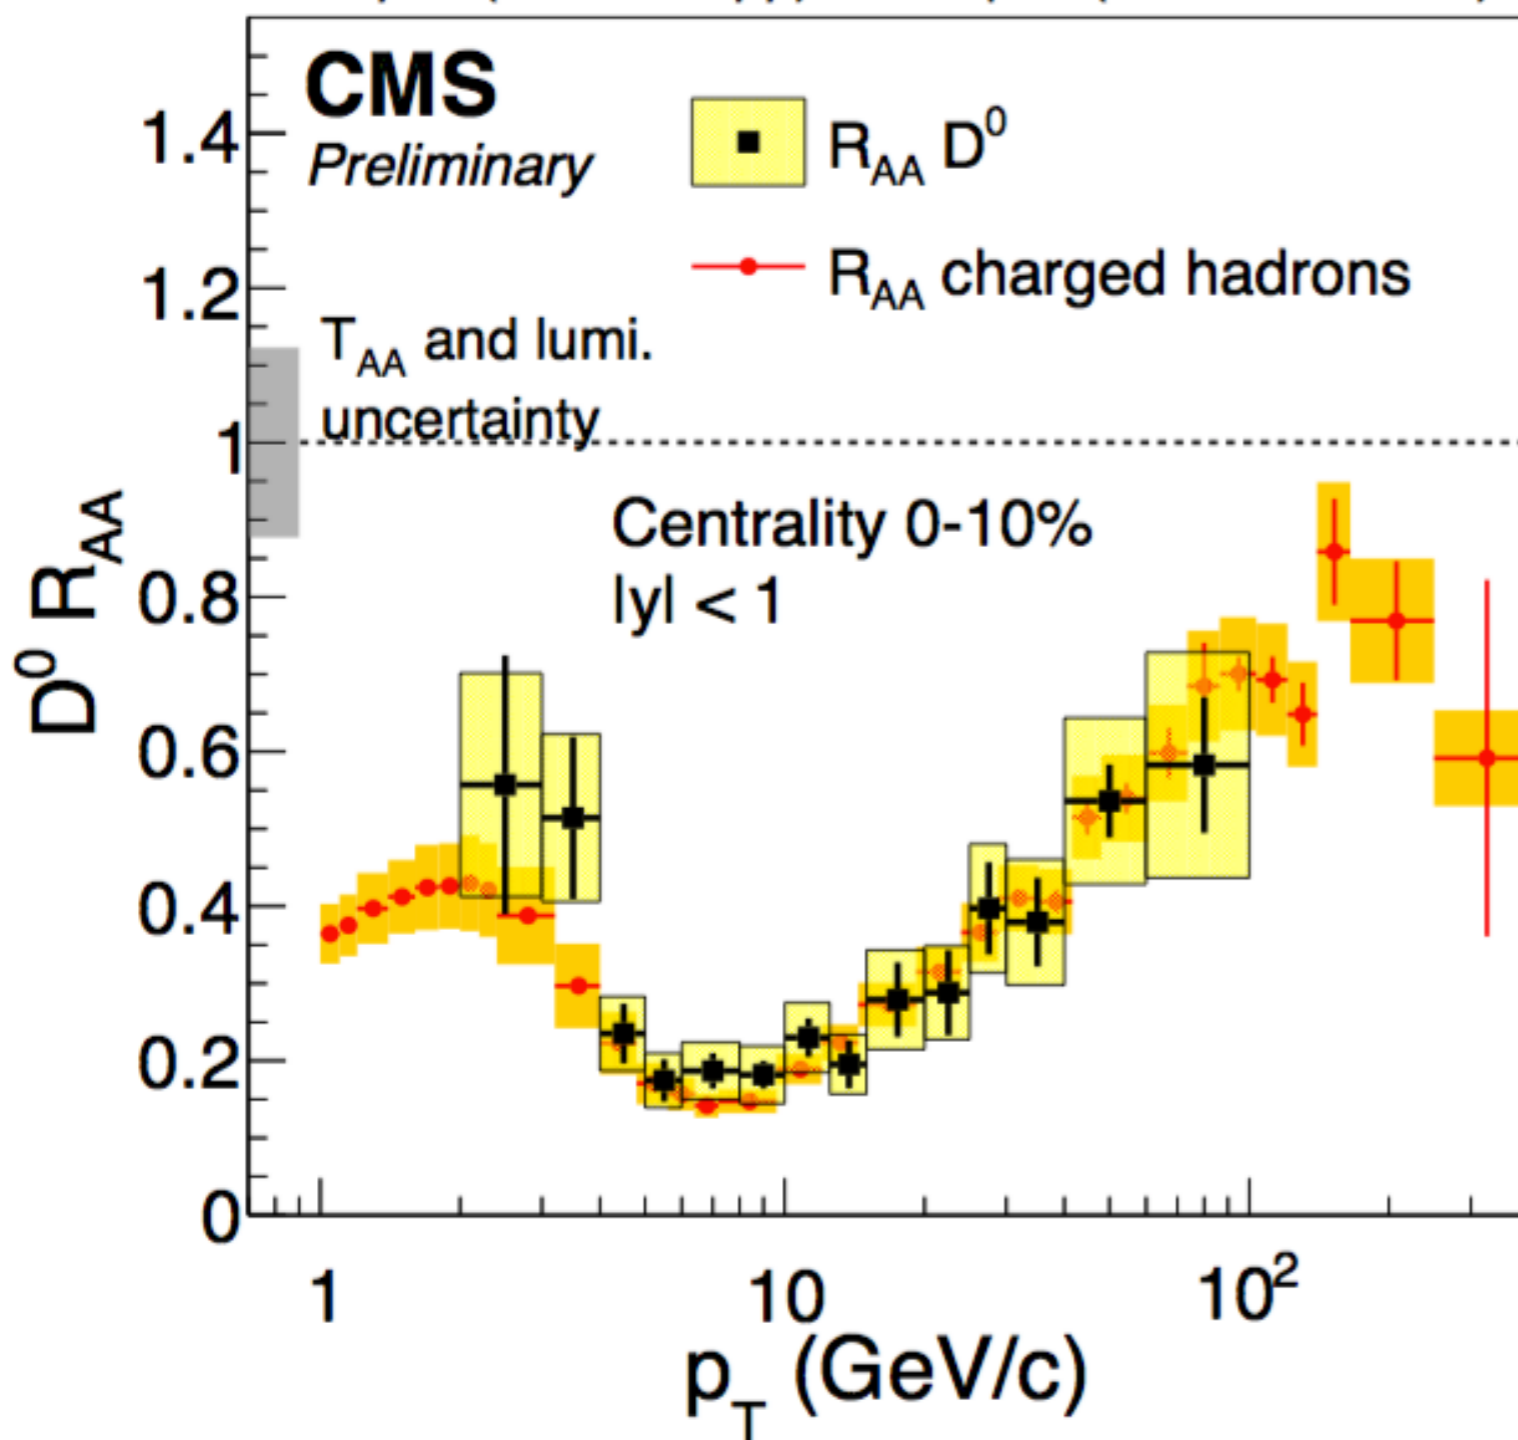 CMS
Preliminary
R_AA D^0
R_AA charged hadrons
T_AA and lumi.
uncertainty
Centrality 0-10%
|y| < 1
D^0 R_AA
1.4
1.2
1
0.8
0.6
0.4
0.2
0
1
10
10^2
p_T (GeV/c)